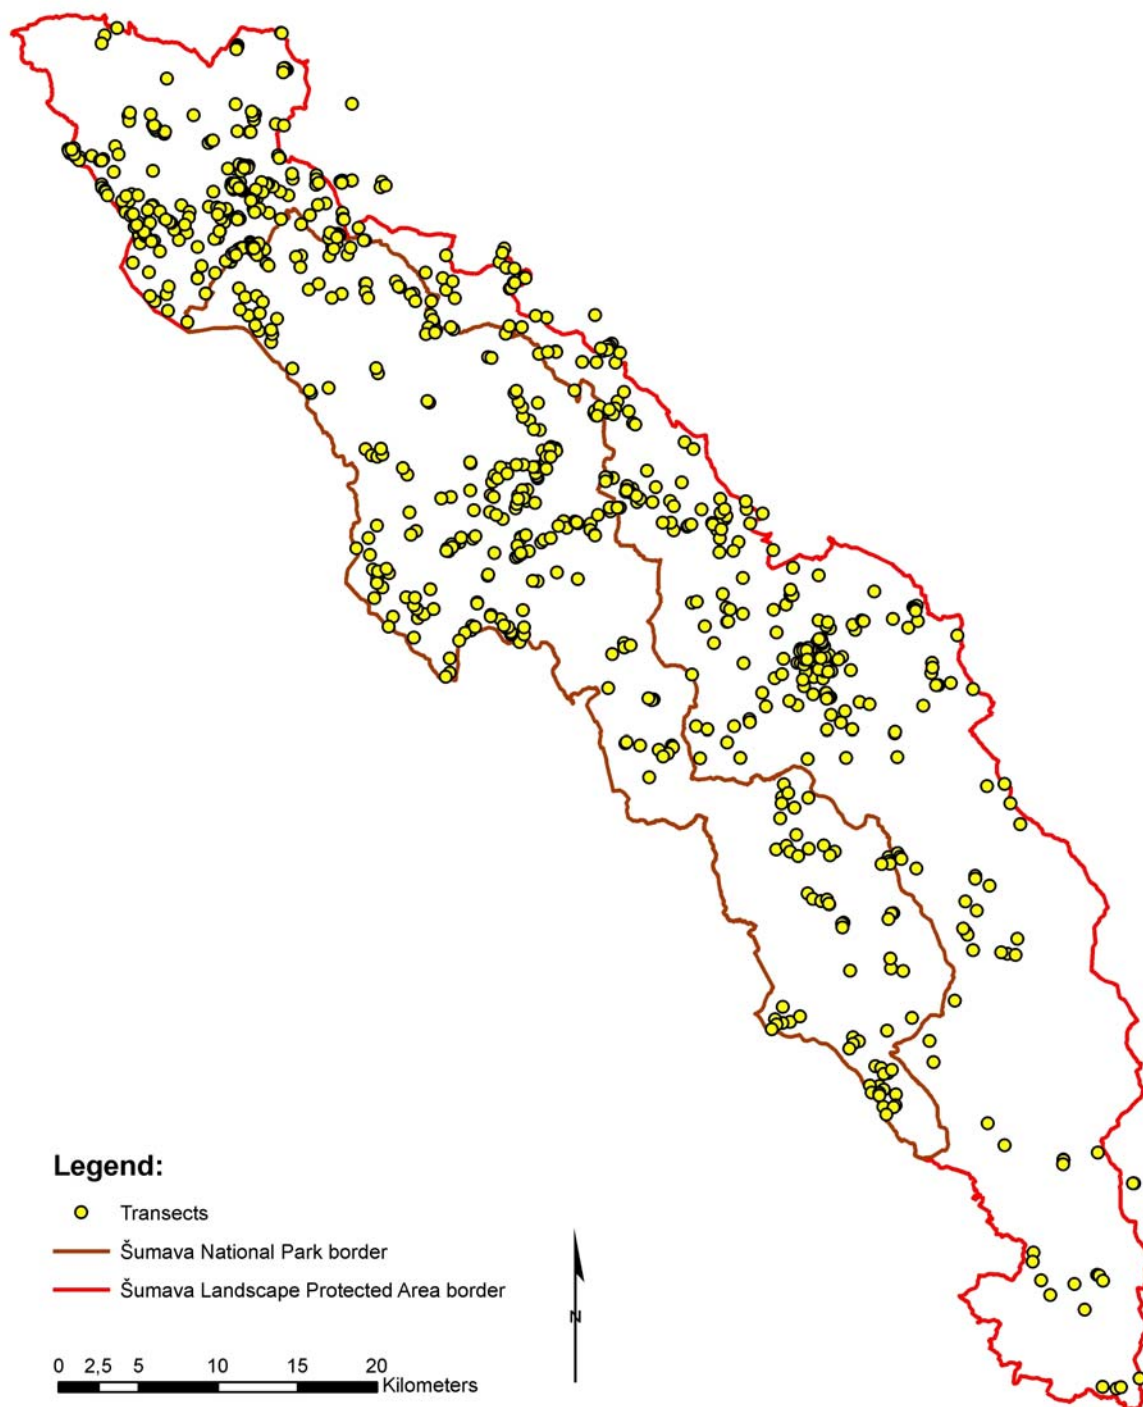 Legend:
Transects
Šumava National Park border
Šumava Landscape Protected Area border
0 2,5 5 10 15 20
Kilometers
N